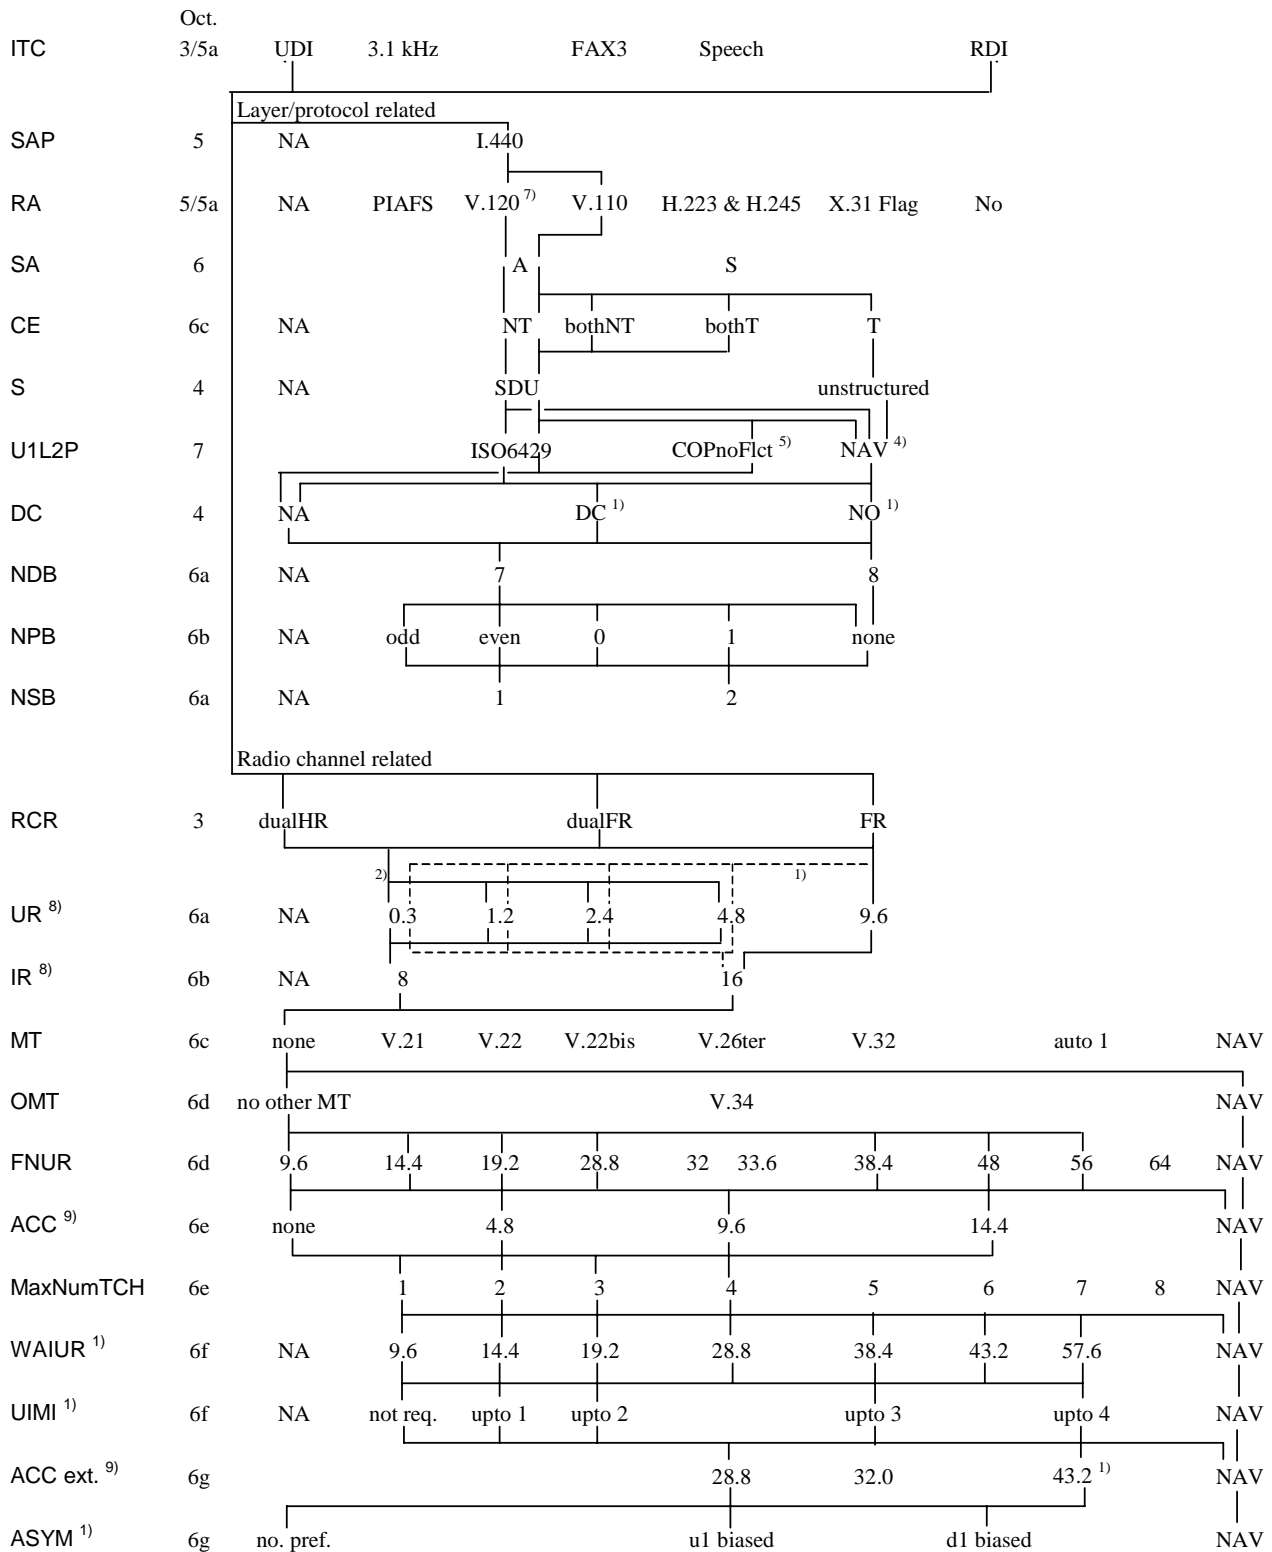 Oct.
ITC 3/5a UDI 3.1 kHz FAX3 Speech RDI
Layer/protocol related
SAP 5 NA I.440
RA 5/5a NA PIAFS V.120 7) V.110 H.223 & H.245 X.31 Flag No
SA 6 A S
CE 6c NA NT bothNT bothT T
S 4 NA SDU unstructured
U1L2P 7 ISO6429 COPnoFlct 5) NAV 4)
DC 4 NA DC 1) NO 1)
NDB 6a NA 7 8
NPB 6b NA odd even 0 1 none
NSB 6a NA 1 2
Radio channel related
RCR 3 dualHR dualFR FR
2) 1)
UR 8) 6a NA 0.3 1.2 2.4 4.8 9.6
IR 8) 6b NA 8 16
MT 6c none V.21 V.22 V.22bis V.26ter V.32 auto 1 NAV
OMT 6d no other MT V.34 NAV
FNUR 6d 9.6 14.4 19.2 28.8 32 33.6 38.4 48 56 64 NAV
ACC 9) 6e none 4.8 9.6 14.4 NAV
MaxNumTCH 6e 1 2 3 4 5 6 7 8 NAV
WAIUR 1) 6f NA 9.6 14.4 19.2 28.8 38.4 43.2 57.6 NAV
UIMI 1) 6f NA not req. upto 1 upto 2 upto 3 upto 4 NAV
ACC ext. 9) 6g 28.8 32.0 43.2 1) NAV
ASYM 1) 6g no. pref. u1 biased d1 biased NAV